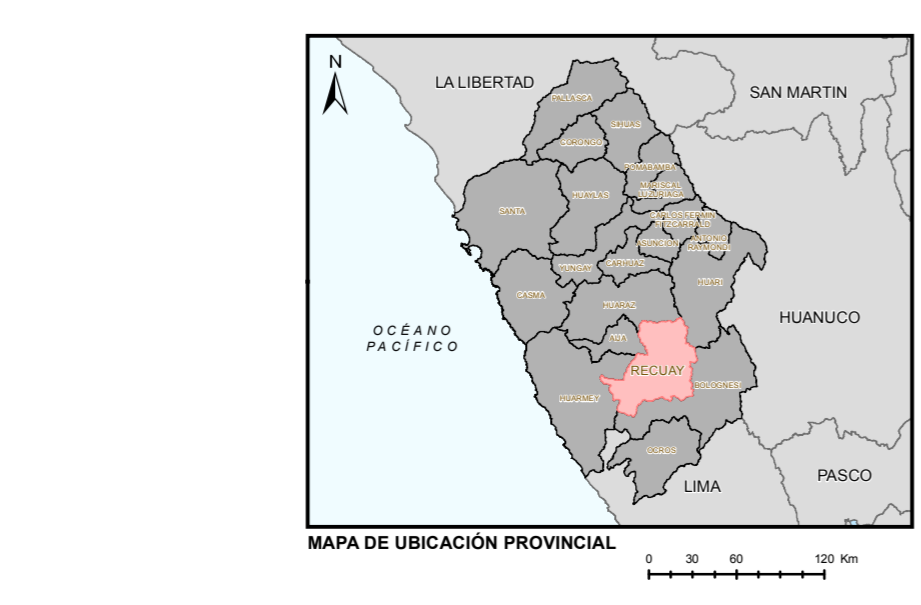 N
LA LIBERTAD
SAN MARTIN
PALLASCA
SIHUAS
CORONGO
POMABAMBA
MARISCAL
LUZURIAGA
HUAYLAS
SANTA
CARLOS FERMIN
FITZCARRALD
ASUNCION
ANTONIO
RAYMONDI
YUNGAY
CARHUAZ
HUARI
CASMA
HUARAZ
HUANUCO
OCÉANO
PACÍFICO
AIJA
RECUAY
BOLOGNESI
HUARMEY
OCROS
LIMA
PASCO
MAPA DE UBICACIÓN PROVINCIAL
0 30 60 120 Km